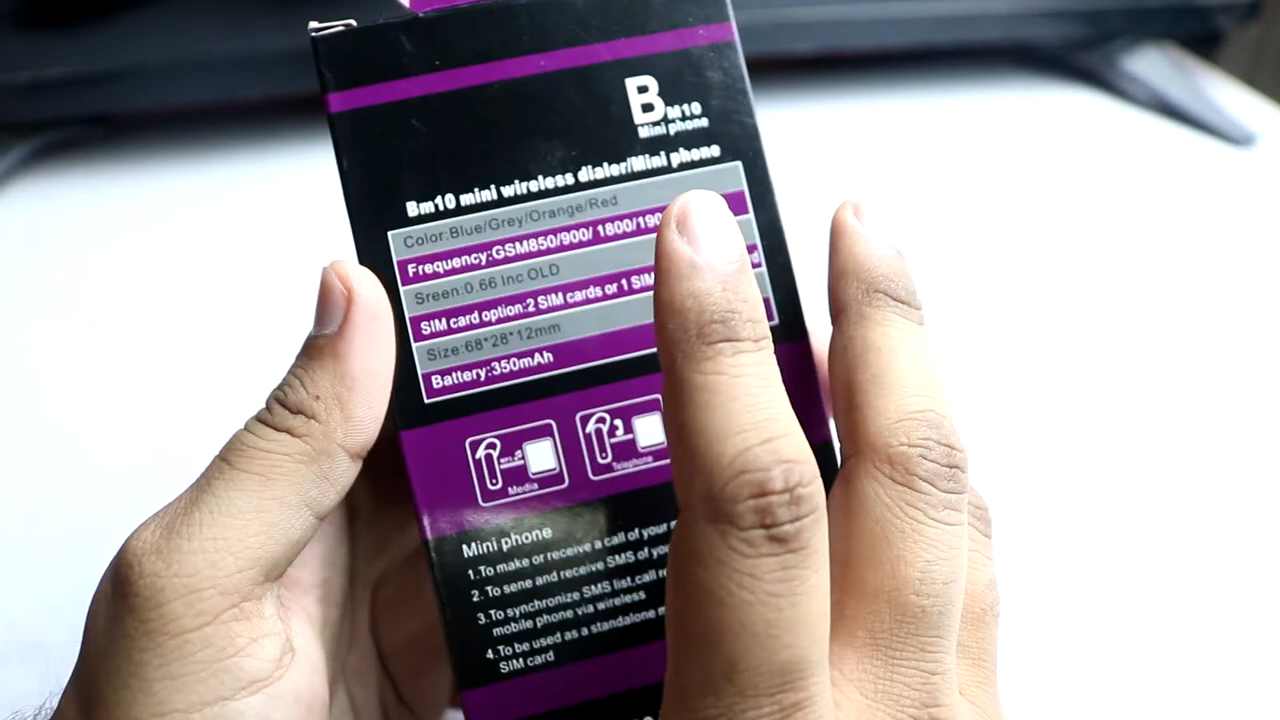 BM10
Mini phone
Bm10 mini wireless dialer/Mini phone
Color:Blue/Grey/Orange/Red
Frequency:GSM850/900/ 1800/190
Sreen:0.66 Inc OLD
SIM card option:2 SIM cards or 1 SIM
Size:68*28*12mm
Battery:350mAh
Media
Telephone
Mini phone
1.To make or receive a call of your
2. To sene and receive SMS of
3.To synchronize SMS list,call
mobile phone via wireless
4.To be used as a standalone
SIM card